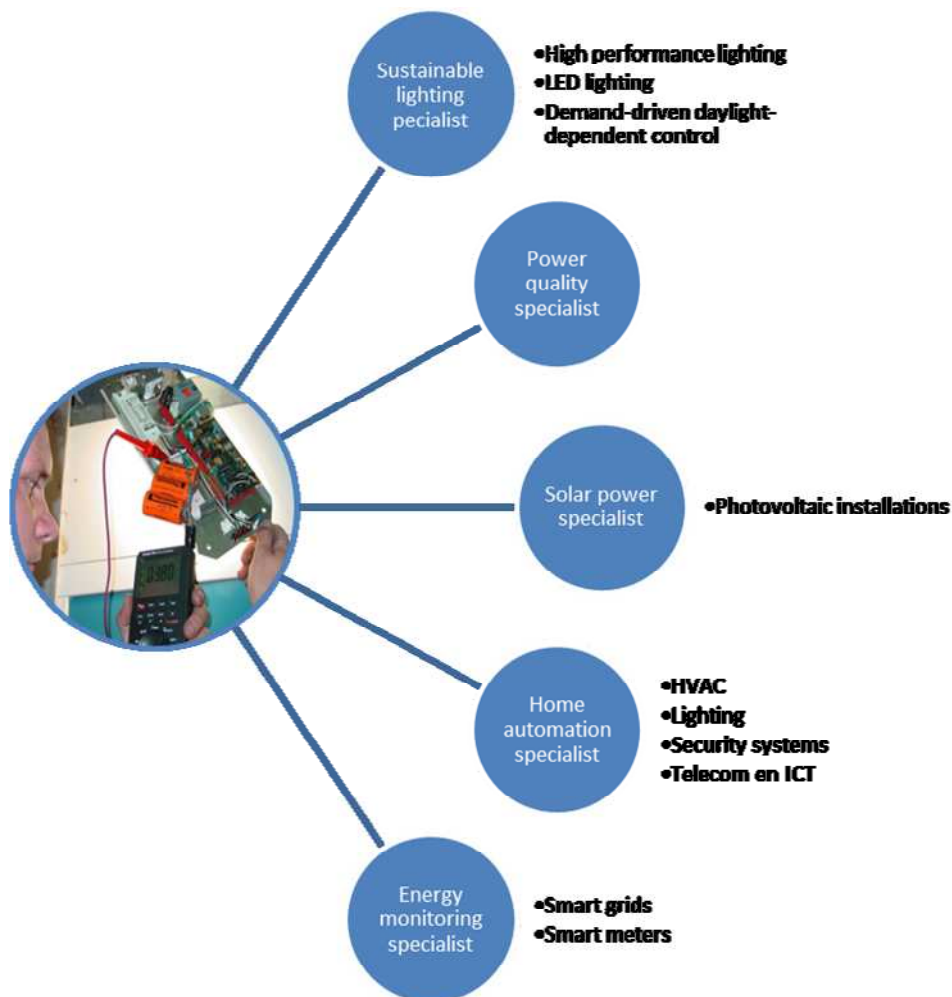 Sustainable
lighting
pecialist
•High performance lighting
•LED lighting
•Demand-driven daylight-
dependent control
Power
quality
specialist
Solar power
specialist
•Photovoltaic installations
Home
automation
specialist
•HVAC
•Lighting
•Security systems
•Telecom en ICT
Energy
monitoring
specialist
•Smart grids
•Smart meters